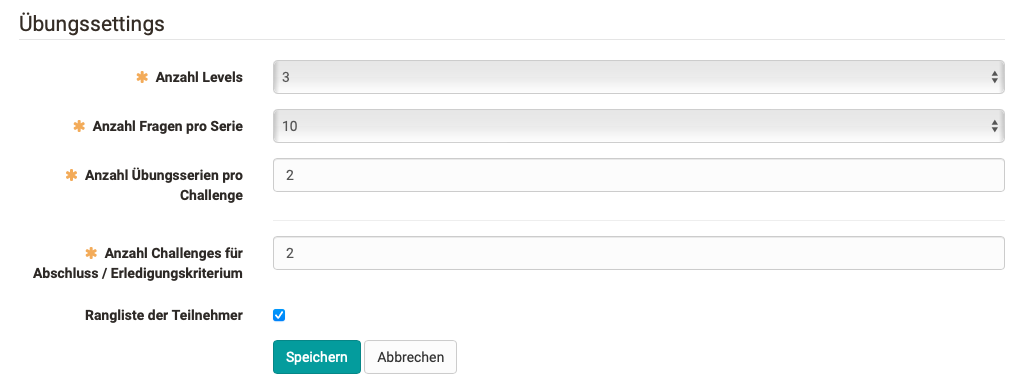 Übungssettings
✱ Anzahl Levels
3
✱ Anzahl Fragen pro Serie
10
✱ Anzahl Übungsserien pro
Challenge
2
✱ Anzahl Challenges für
Abschluss / Erledigungskriterium
2
Rangliste der Teilnehmer
Speichern Abbrechen